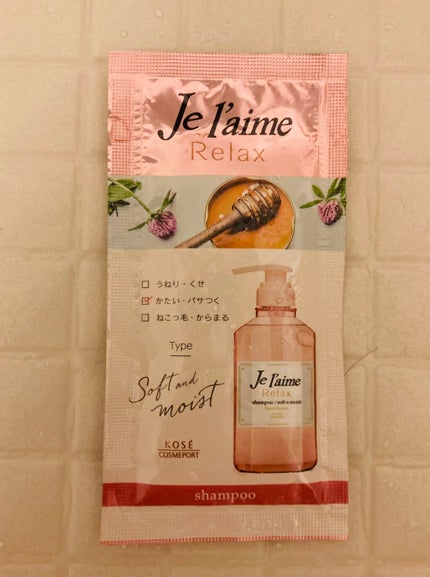 Je l'aime
Relax
□ うねり・くせ
☑ かたい・パサつく
□ ねこっ毛・からまる
Type
Soft and
moist
KOSÉ
COSMEPORT
Je l'aime
Relax
shampoo / soft & moist
shampoo